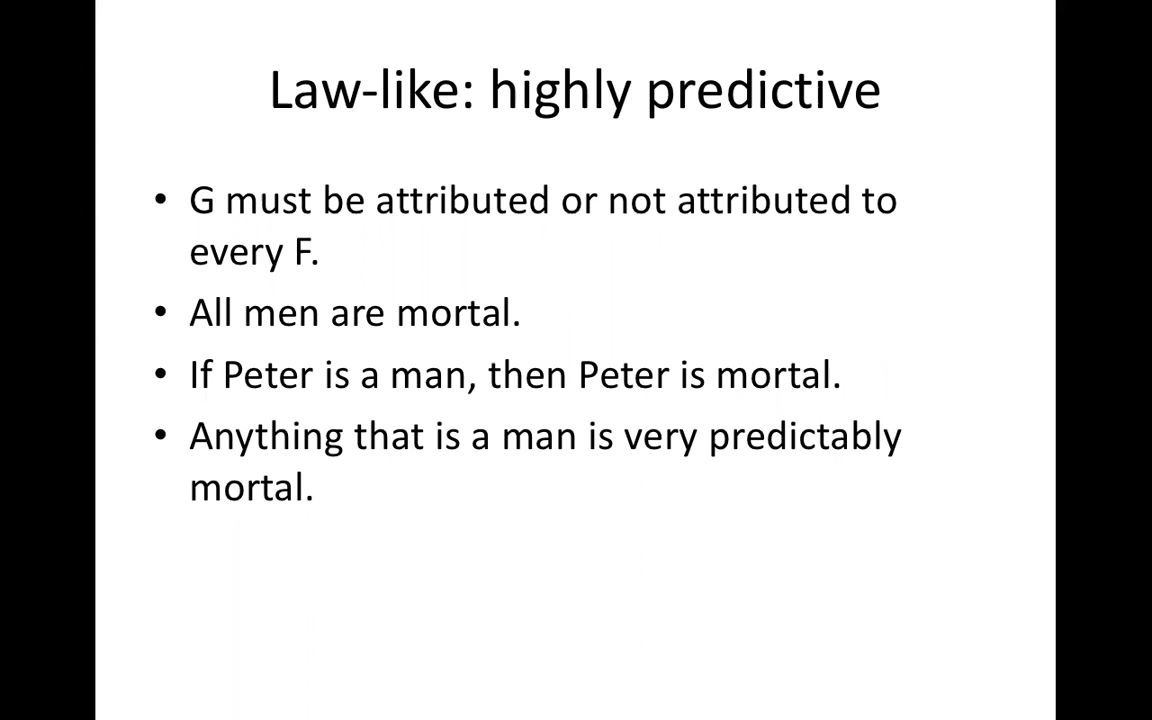 Law-like: highly predictive
• G must be attributed or not attributed to
every F.
• All men are mortal.
• If Peter is a man, then Peter is mortal.
• Anything that is a man is very predictably
mortal.